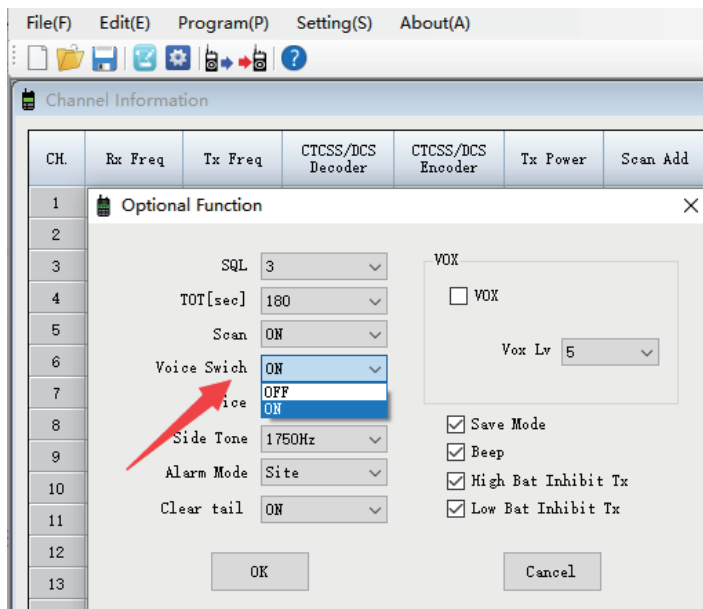 File(F) Edit(E) Program(P) Setting(S) About(A)
Channel Information
CH. Rx Freq Tx Freq CTCSS/DCS Decoder CTCSS/DCS Encoder Tx Power Scan Add
1
2
3
4
5
6
7
8
9
10
11
12
13
Optional Function
SQL 3
TOT[sec] 180
Scan ON
Voice Swich ON
OFF
ON
Side Tone 1750Hz
Alarm Mode Site
Clear tail ON
VOX
VOX
Vox Lv 5
Save Mode
Beep
High Bat Inhibit Tx
Low Bat Inhibit Tx
OK
Cancel